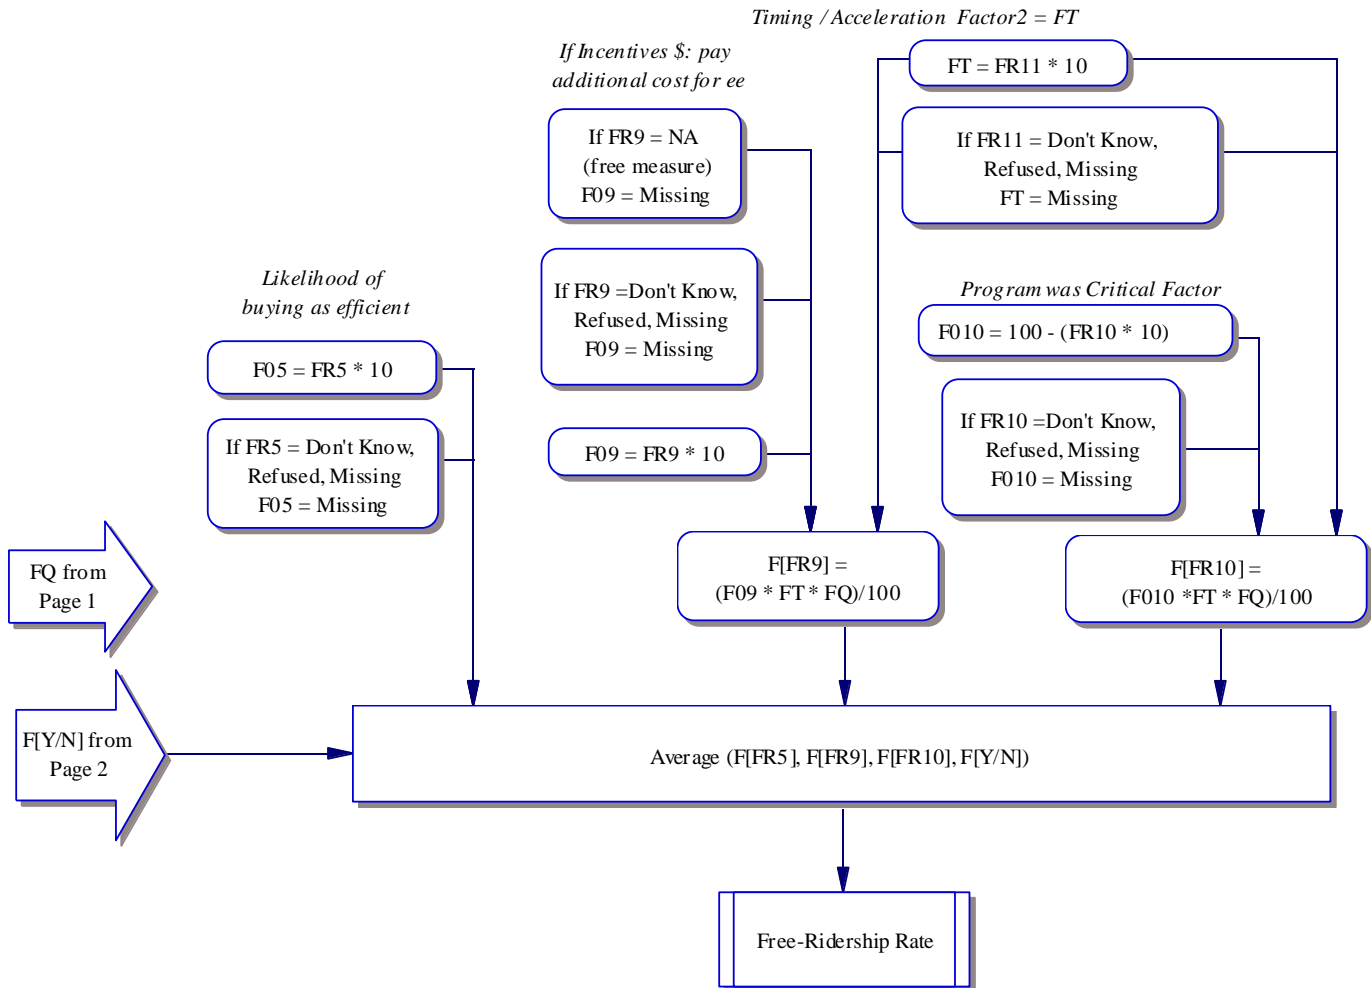 Timing / Acceleration Factor2 = FT
If Incentives $: pay
additional cost for ee
FT = FR11 * 10
If FR9 = NA
(free measure)
F09 = Missing
If FR11 = Don't Know,
Refused, Missing
FT = Missing
Likelihood of
buying as efficient
If FR9 =Don't Know,
Refused, Missing
F09 = Missing
Program was Critical Factor
F010 = 100 - (FR10 * 10)
F05 = FR5 * 10
If FR10 =Don't Know,
Refused, Missing
F010 = Missing
If FR5 = Don't Know,
Refused, Missing
F05 = Missing
F09 = FR9 * 10
FQ from
Page 1
F[FR9] =
(F09 * FT * FQ)/100
F[FR10] =
(F010 *FT * FQ)/100
F[Y/N] from
Page 2
Average (F[FR5], F[FR9], F[FR10], F[Y/N])
Free-Ridership Rate